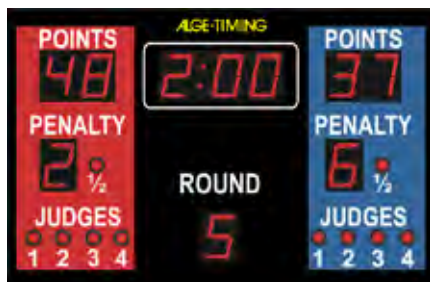 ALGE-TIMING
POINTS POINTS
48 2:00 37
PENALTY PENALTY
2 ½ 6 ½
ROUND
JUDGES JUDGES
5
1 2 3 4 1 2 3 4